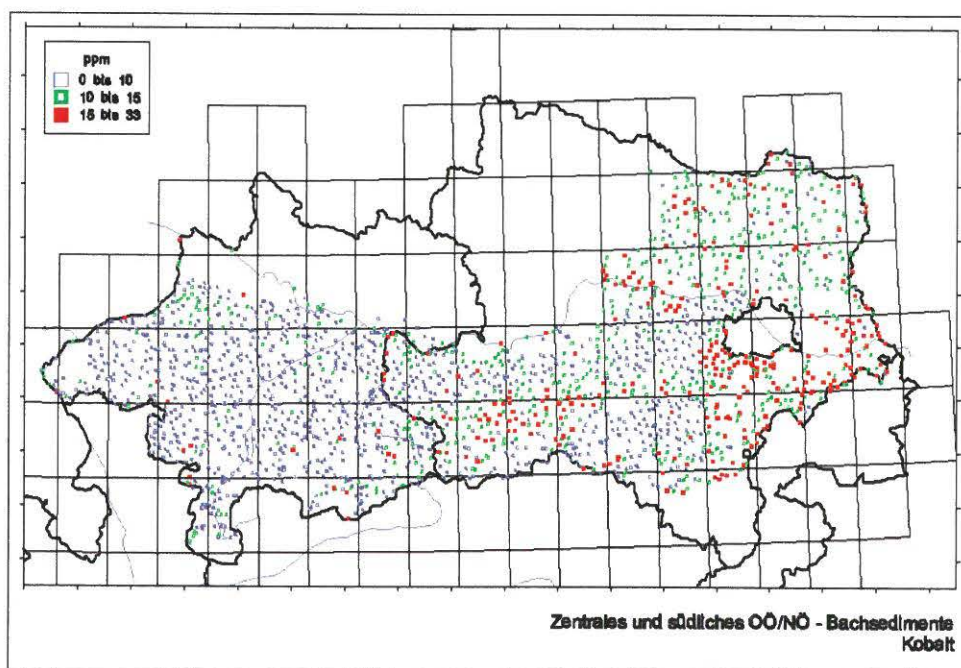 ppm
0 bis 10
10 bis 15
15 bis 33
Zentrales und südliches OÖ/NÖ - Bachsedimente
Kobalt